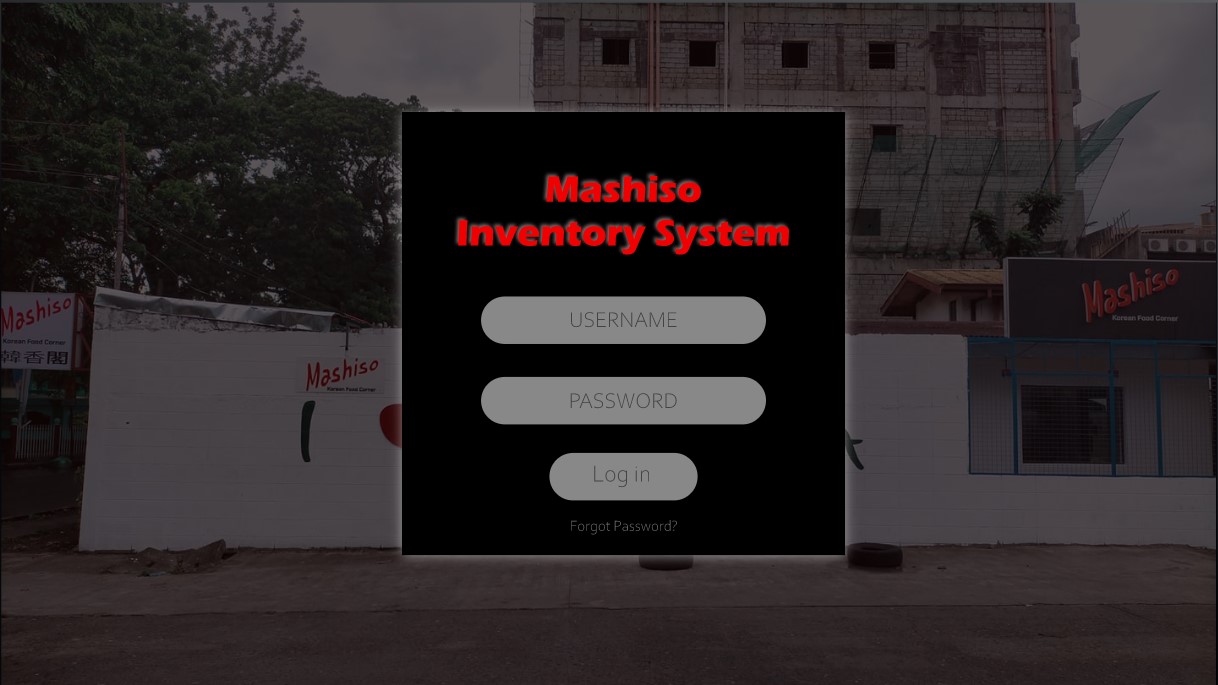 Mashiso
Inventory System
USERNAME
PASSWORD
Log in
Forgot Password?
Mashiso
Korean Food Corner
韓香閣
Mashiso
Korean Food Corner
I
Mashiso
Korean Food Corner